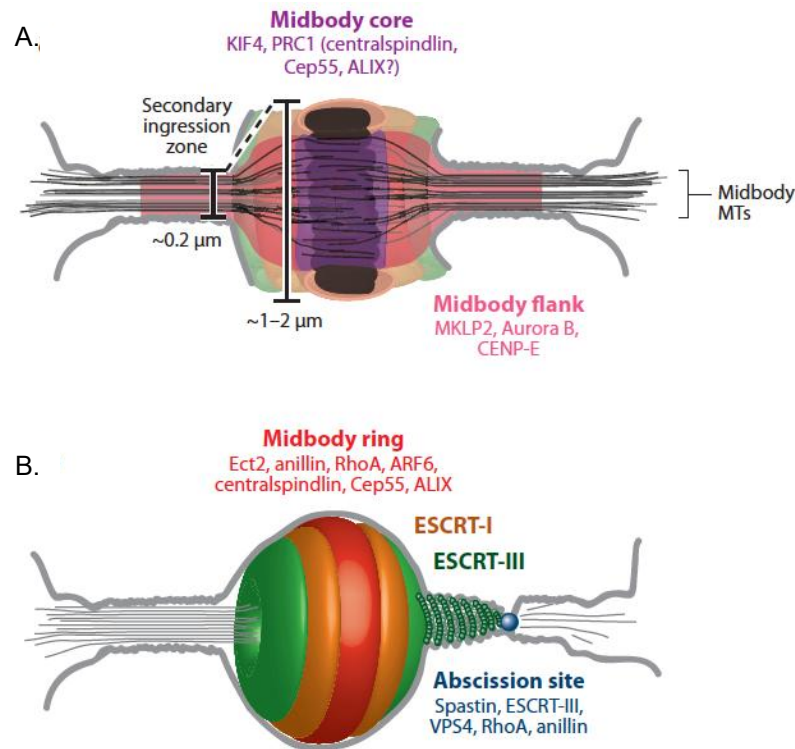 A.
Midbody core
KIF4, PRC1 (centralspindlin,
Cep55, ALIX?)
Secondary
ingression
zone
~0.2 μm
~1–2 μm
Midbody
MTs
Midbody flank
MKLP2, Aurora B,
CENP-E
B.
Midbody ring
Ect2, anillin, RhoA, ARF6,
centralspindlin, Cep55, ALIX
ESCRT-I
ESCRT-III
Abscission site
Spastin, ESCRT-III,
VPS4, RhoA, anillin